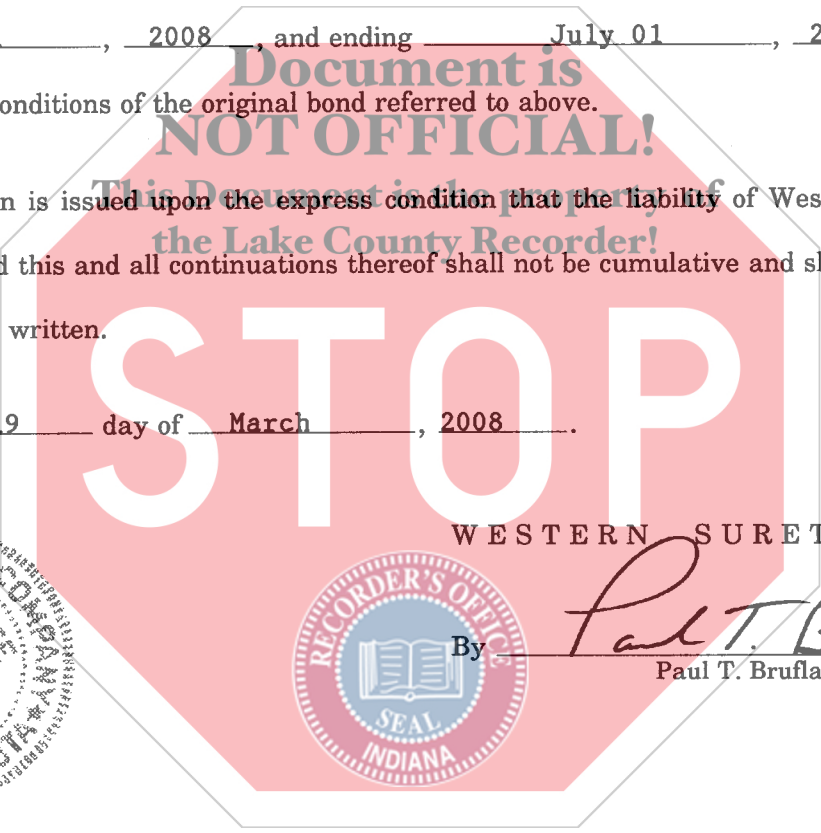 , 2008, and ending July 01, 2
Document is
onditions of the original bond referred to above.
NOT OFFICIAL!
This Document is the property of
n is issued upon the express condition that the liability of Wes
the Lake County Recorder!
d this and all continuations thereof shall not be cumulative and sh
written.
STOP
9 day of March, 2008.
WESTERN SURET
By Paul T. B
Paul T. Brufla
RECORDER'S OFFICE
SEAL
INDIANA
COMPANY